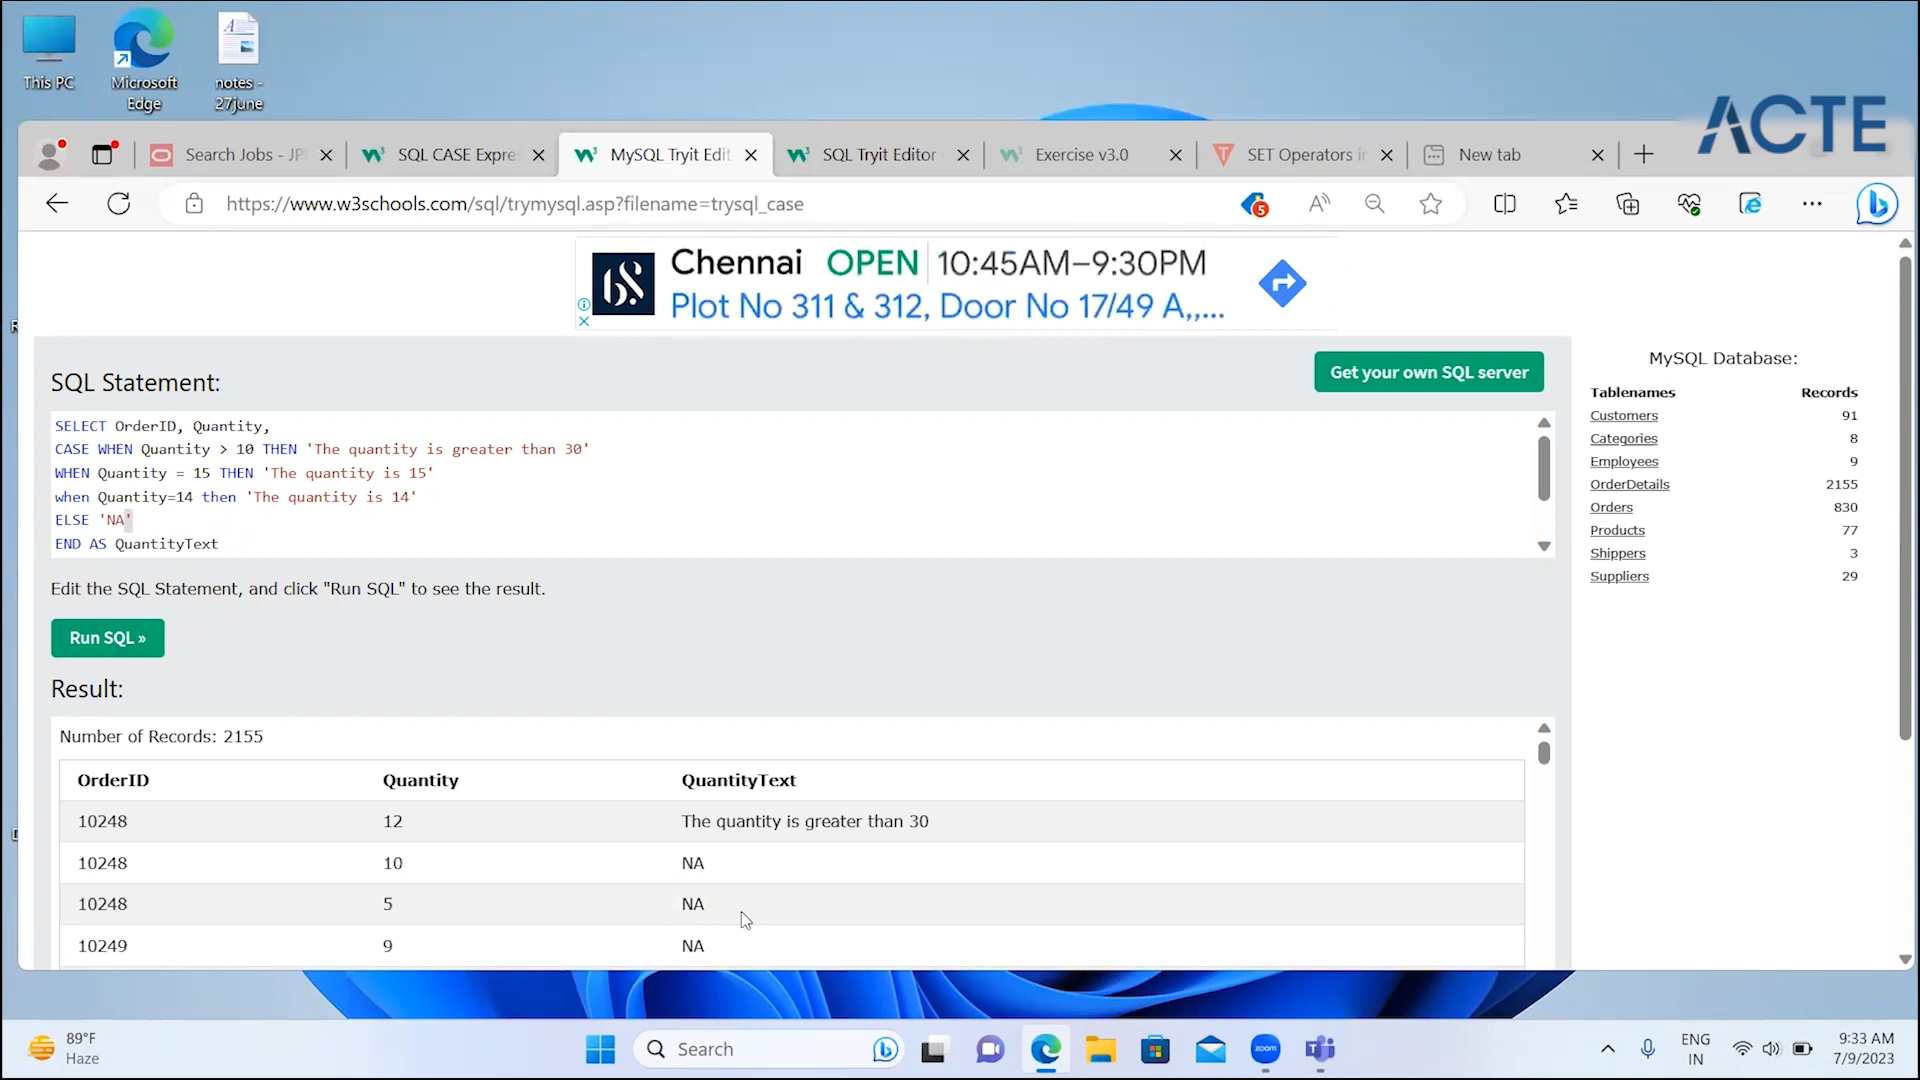 This PC
Microsoft
Edge
notes -
27june
ACTE
Search Jobs - JP
SQL CASE Expres
MySQL Tryit Edit
SQL Tryit Editor
Exercise v3.0
SET Operators in
New tab
https://www.w3schools.com/sql/trymysql.asp?filename=trysql_case
5
Chennai OPEN 10:45AM–9:30PM
Plot No 311 & 312, Door No 17/49 A,,...
SQL Statement:
Get your own SQL server
SELECT OrderID, Quantity,
CASE WHEN Quantity > 10 THEN 'The quantity is greater than 30'
WHEN Quantity = 15 THEN 'The quantity is 15'
when Quantity=14 then 'The quantity is 14'
ELSE 'NA'
END AS QuantityText
Edit the SQL Statement, and click "Run SQL" to see the result.
Run SQL »
Result:
Number of Records: 2155
OrderID Quantity QuantityText
10248 12 The quantity is greater than 30
10248 10 NA
10248 5 NA
10249 9 NA
MySQL Database:
Tablenames Records
Customers 91
Categories 8
Employees 9
OrderDetails 2155
Orders 830
Products 77
Shippers 3
Suppliers 29
89°F
Haze
Search
zoom
ENG
IN
9:33 AM
7/9/2023